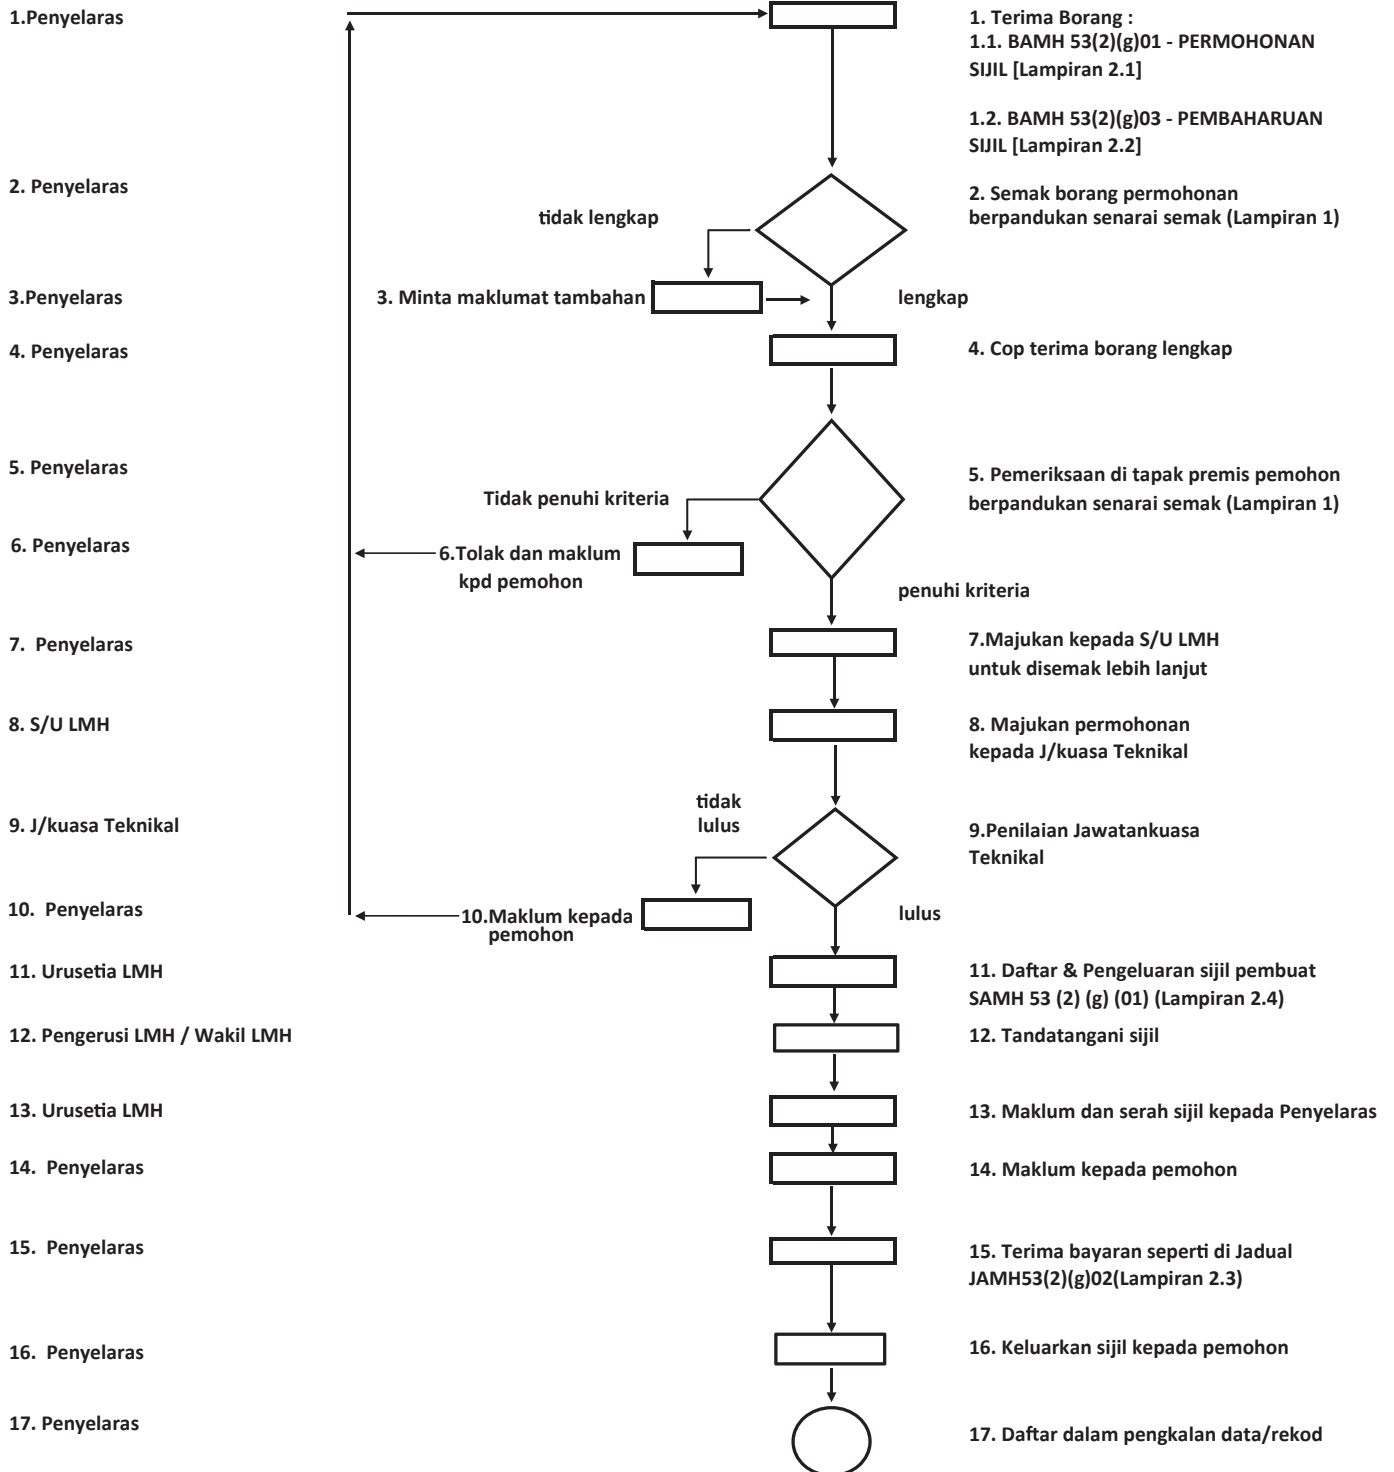 1.Penyelaras
1. Terima Borang :
1.1. BAMH 53(2)(g)01 - PERMOHONAN
SIJIL [Lampiran 2.1]
1.2. BAMH 53(2)(g)03 - PEMBAHARUAN
SIJIL [Lampiran 2.2]
2. Penyelaras
tidak lengkap
2. Semak borang permohonan
berpandukan senarai semak (Lampiran 1)
3.Penyelaras
3. Minta maklumat tambahan
lengkap
4. Penyelaras
4. Cop terima borang lengkap
5. Penyelaras
Tidak penuhi kriteria
5. Pemeriksaan di tapak premis pemohon
berpandukan senarai semak (Lampiran 1)
6. Penyelaras
6.Tolak dan maklum
kpd pemohon
penuhi kriteria
7. Penyelaras
7.Majukan kepada S/U LMH
untuk disemak lebih lanjut
8. S/U LMH
8. Majukan permohonan
kepada J/kuasa Teknikal
tidak
lulus
9. J/kuasa Teknikal
9.Penilaian Jawatankuasa
Teknikal
10. Penyelaras
10.Maklum kepada
pemohon
lulus
11. Urusetia LMH
11. Daftar & Pengeluaran sijil pembuat
SAMH 53 (2) (g) (01) (Lampiran 2.4)
12. Pengerusi LMH / Wakil LMH
12. Tandatangani sijil
13. Urusetia LMH
13. Maklum dan serah sijil kepada Penyelaras
14. Penyelaras
14. Maklum kepada pemohon
15. Penyelaras
15. Terima bayaran seperti di Jadual
JAMH53(2)(g)02(Lampiran 2.3)
16. Penyelaras
16. Keluarkan sijil kepada pemohon
17. Penyelaras
17. Daftar dalam pengkalan data/rekod